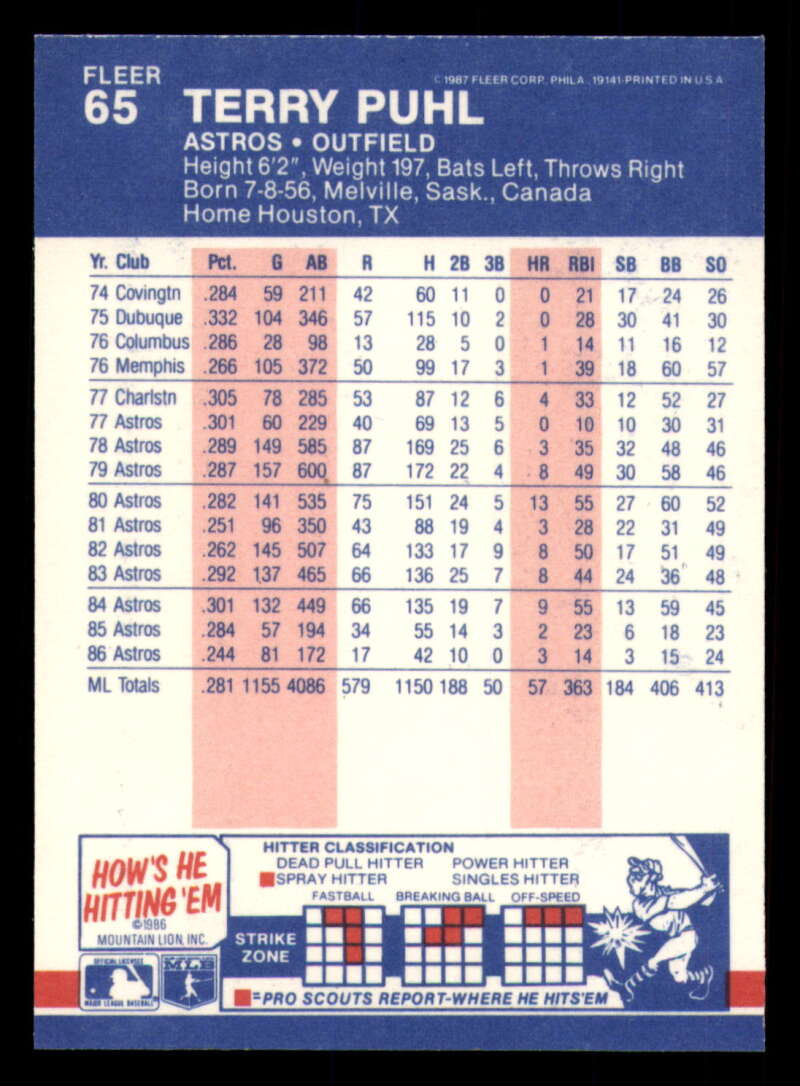 FLEER
© 1987 FLEER CORP. PHILA., 19141-PRINTED IN U.S.A.
65 TERRY PUHL
ASTROS • OUTFIELD
Height 6'2", Weight 197, Bats Left, Throws Right
Born 7-8-56, Melville, Sask., Canada
Home Houston, TX
Yr. Club Pct. G AB R H 2B 3B HR RBI SB BB SO
74 Covingtn .284 59 211 42 60 11 0 0 21 17 24 26
75 Dubuque .332 104 346 57 115 10 2 0 28 30 41 30
76 Columbus .286 28 98 13 28 5 0 1 14 11 16 12
76 Memphis .266 105 372 50 99 17 3 1 39 18 60 57
77 Charlstn .305 78 285 53 87 12 6 4 33 12 52 27
77 Astros .301 60 229 40 69 13 5 0 10 10 30 31
78 Astros .289 149 585 87 169 25 6 3 35 32 48 46
79 Astros .287 157 600 87 172 22 4 8 49 30 58 46
80 Astros .282 141 535 75 151 24 5 13 55 27 60 52
81 Astros .251 96 350 43 88 19 4 3 28 22 31 49
82 Astros .262 145 507 64 133 17 9 8 50 17 51 49
83 Astros .292 137 465 66 136 25 7 8 44 24 36 48
84 Astros .301 132 449 66 135 19 7 9 55 13 59 45
85 Astros .284 57 194 34 55 14 3 2 23 6 18 23
86 Astros .244 81 172 17 42 10 0 3 14 3 15 24
ML Totals .281 1155 4086 579 1150 188 50 57 363 184 406 413
HOW'S HE
HITTING 'EM
©1986
MOUNTAIN LION, INC.
OFFICIAL LICENSEE
MAJOR LEAGUE BASEBALL
MLB
HITTER CLASSIFICATION
DEAD PULL HITTER POWER HITTER
SPRAY HITTER SINGLES HITTER
FASTBALL BREAKING BALL OFF-SPEED
STRIKE
ZONE
=PRO SCOUTS REPORT-WHERE HE HITS'EM